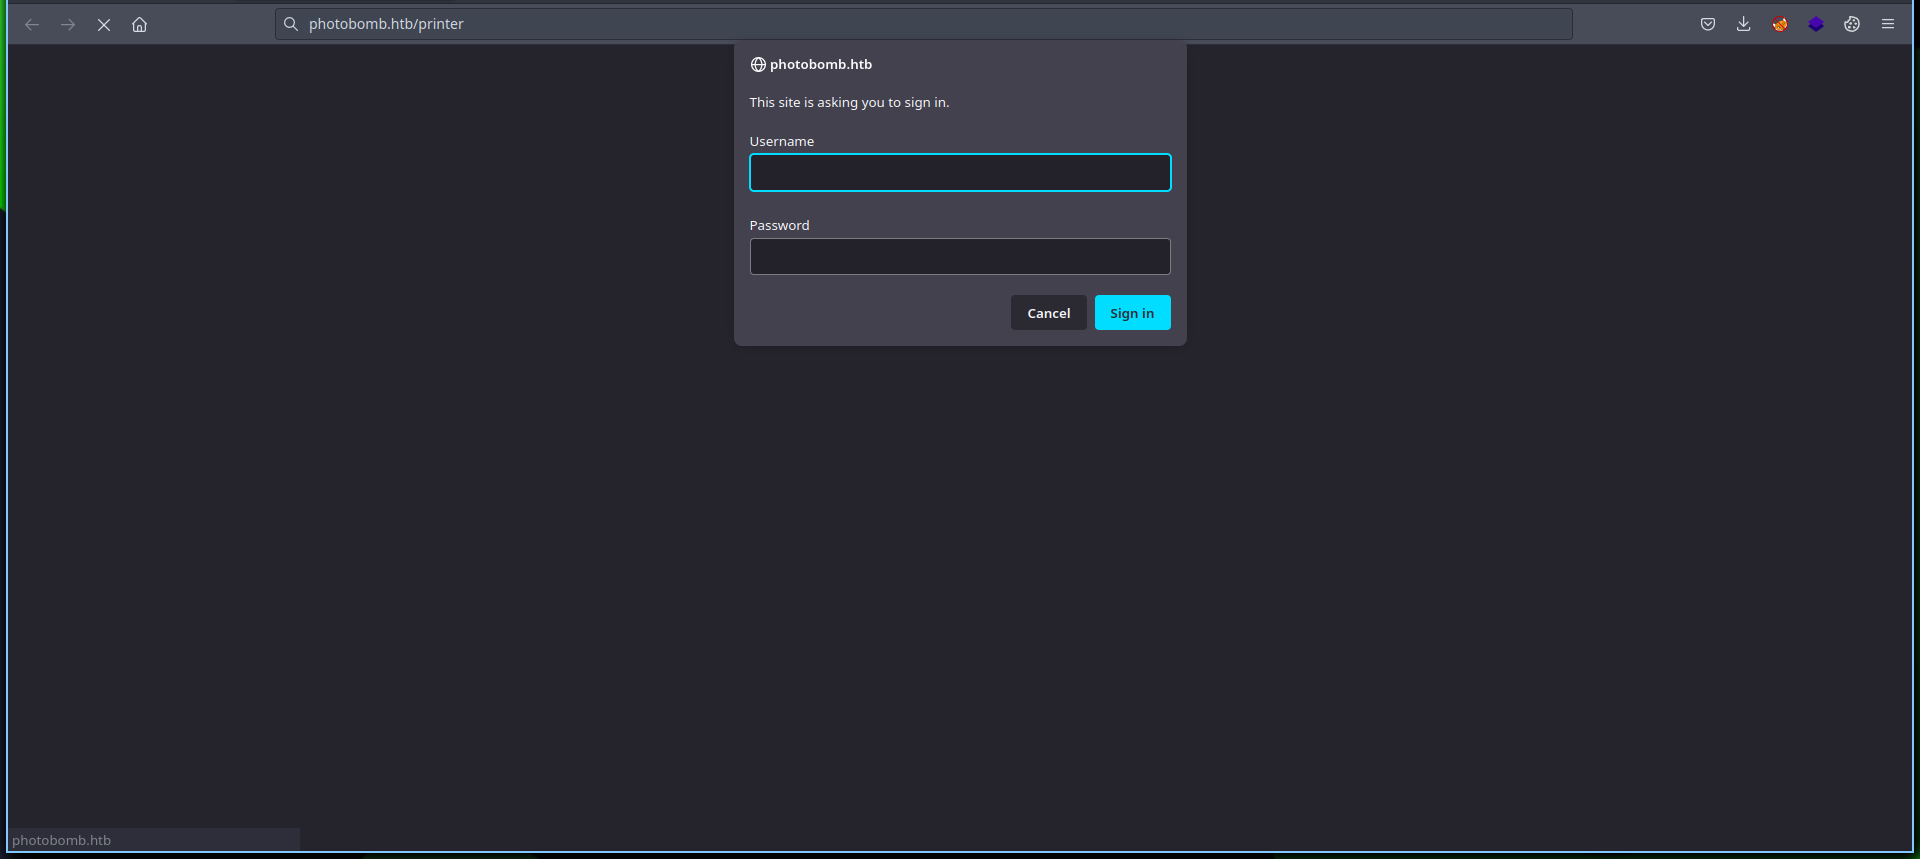 photobomb.htb/printer
photobomb.htb
This site is asking you to sign in.
Username
Password
Cancel
Sign in
photobomb.htb